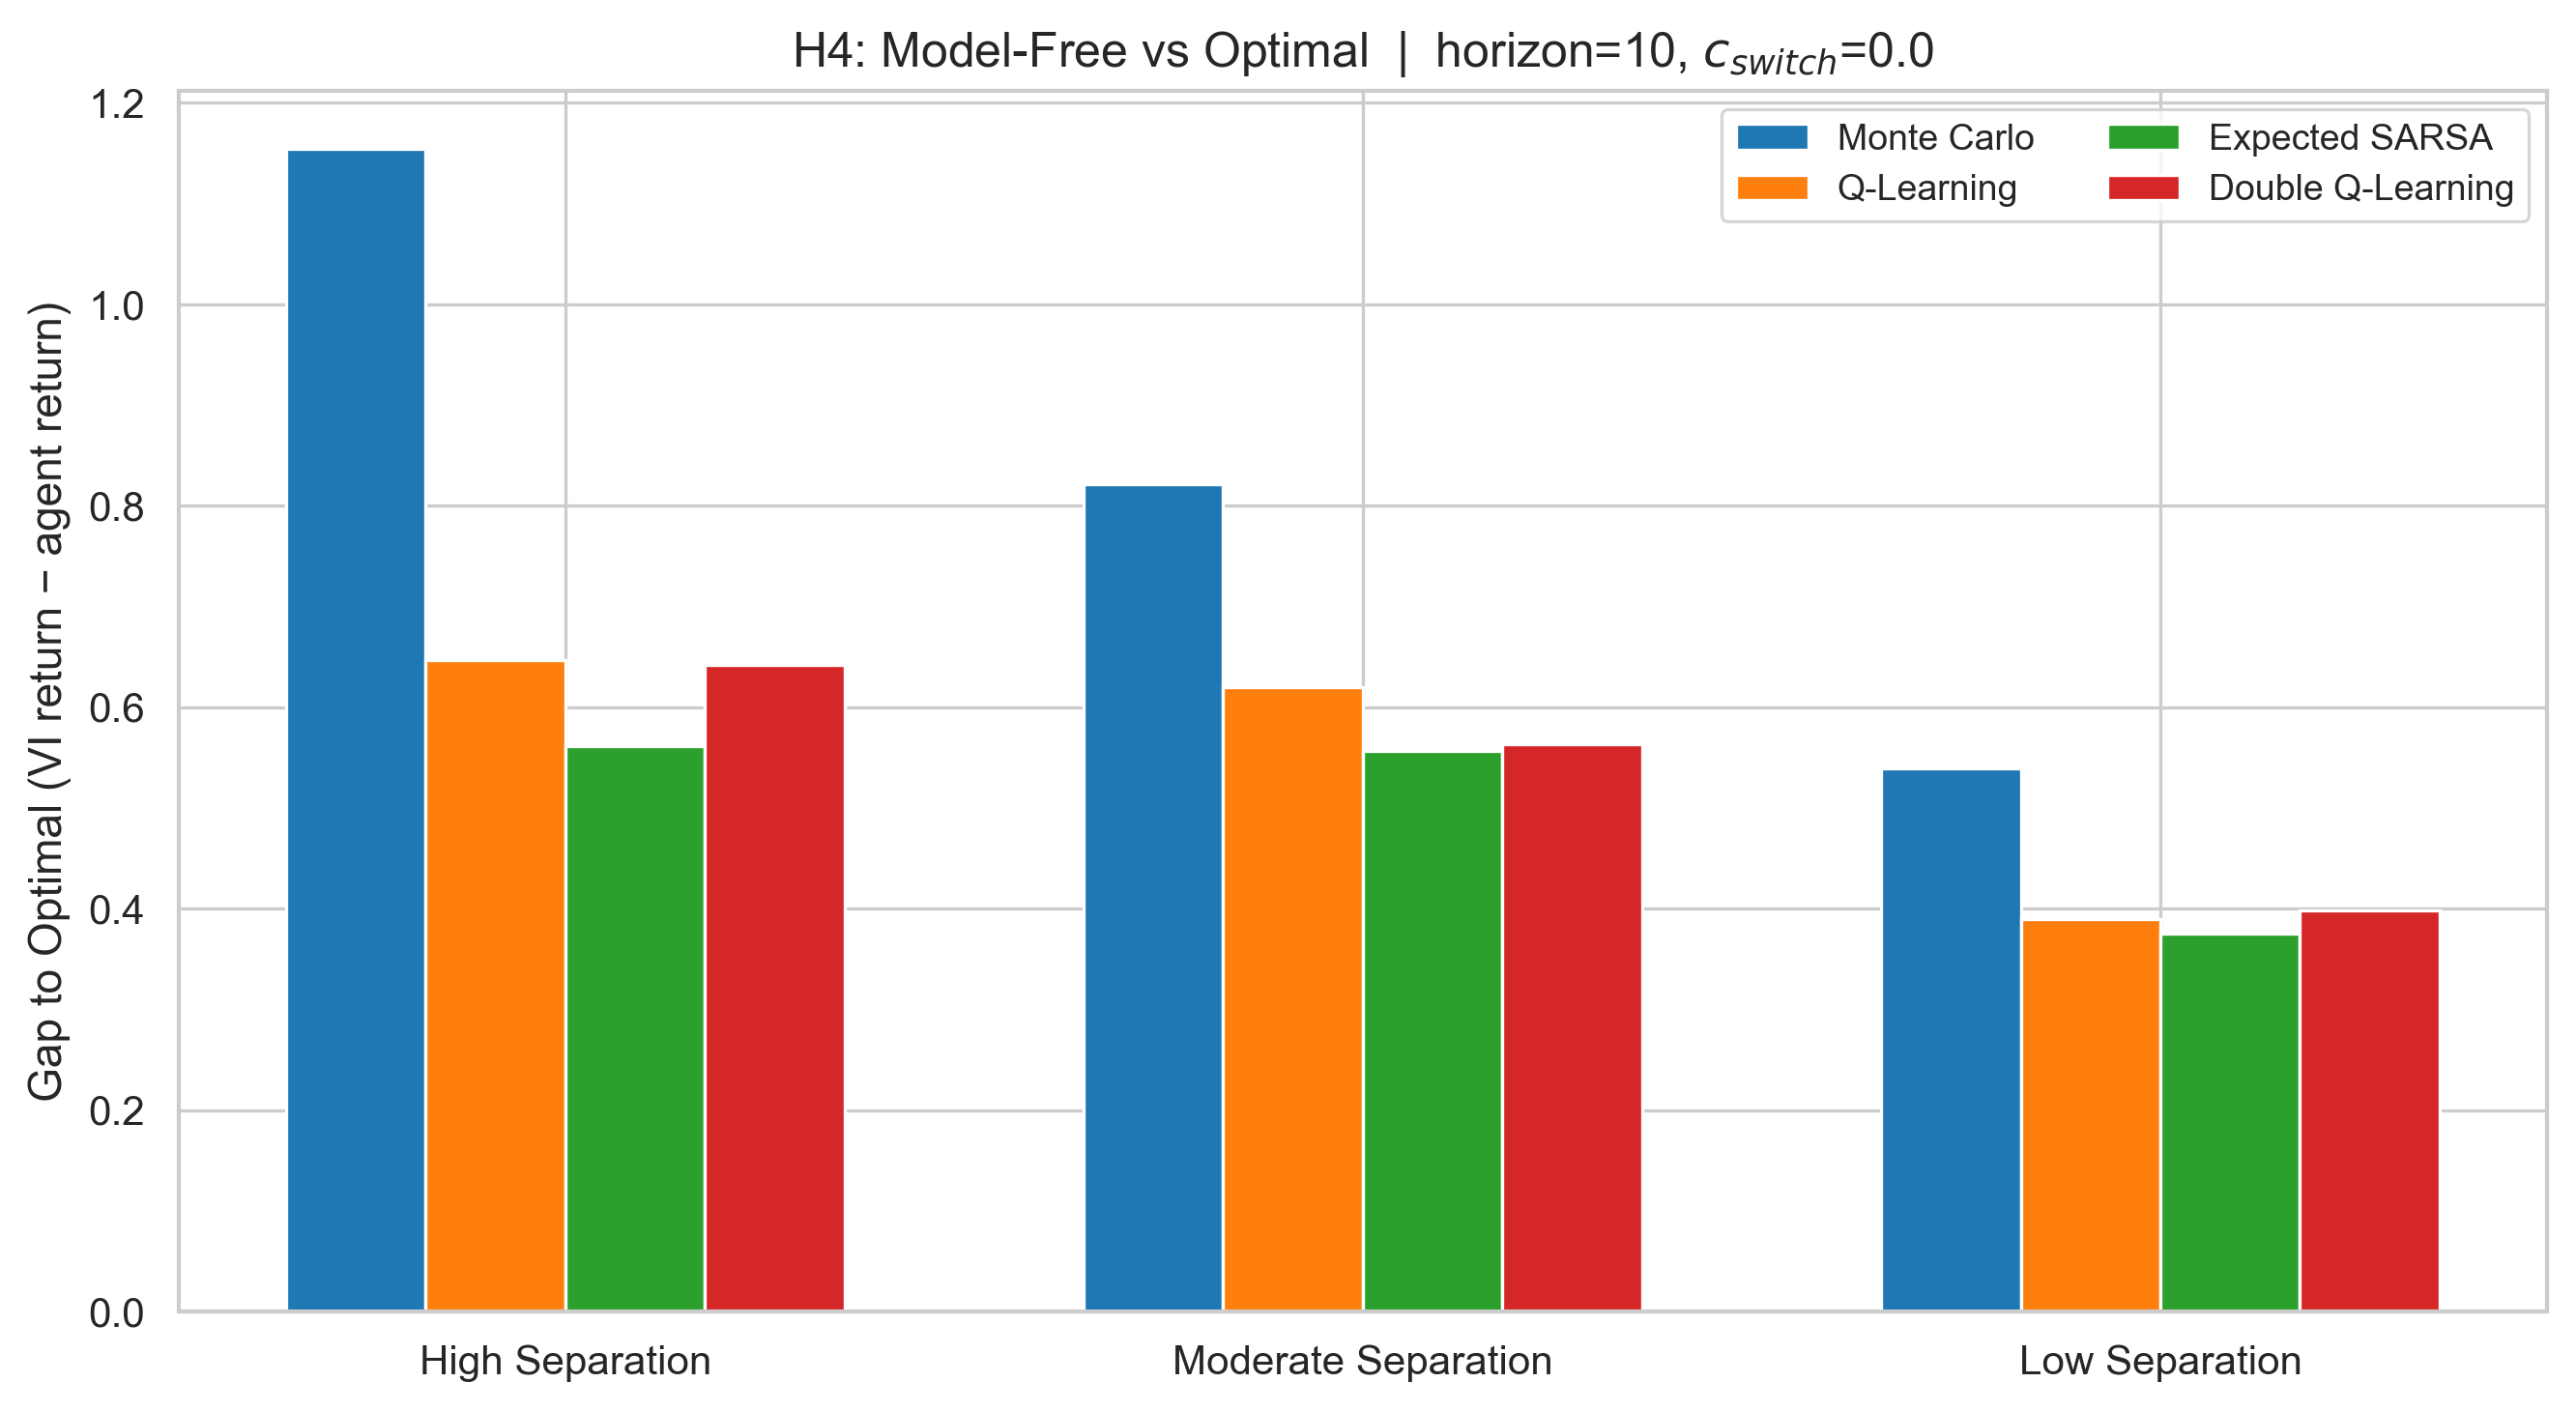 H4: Model-Free vs Optimal | horizon=10, c_switch=0.0
Gap to Optimal (VI return − agent return)
1.2
1.0
0.8
0.6
0.4
0.2
0.0
Monte Carlo
Q-Learning
Expected SARSA
Double Q-Learning
High Separation
Moderate Separation
Low Separation